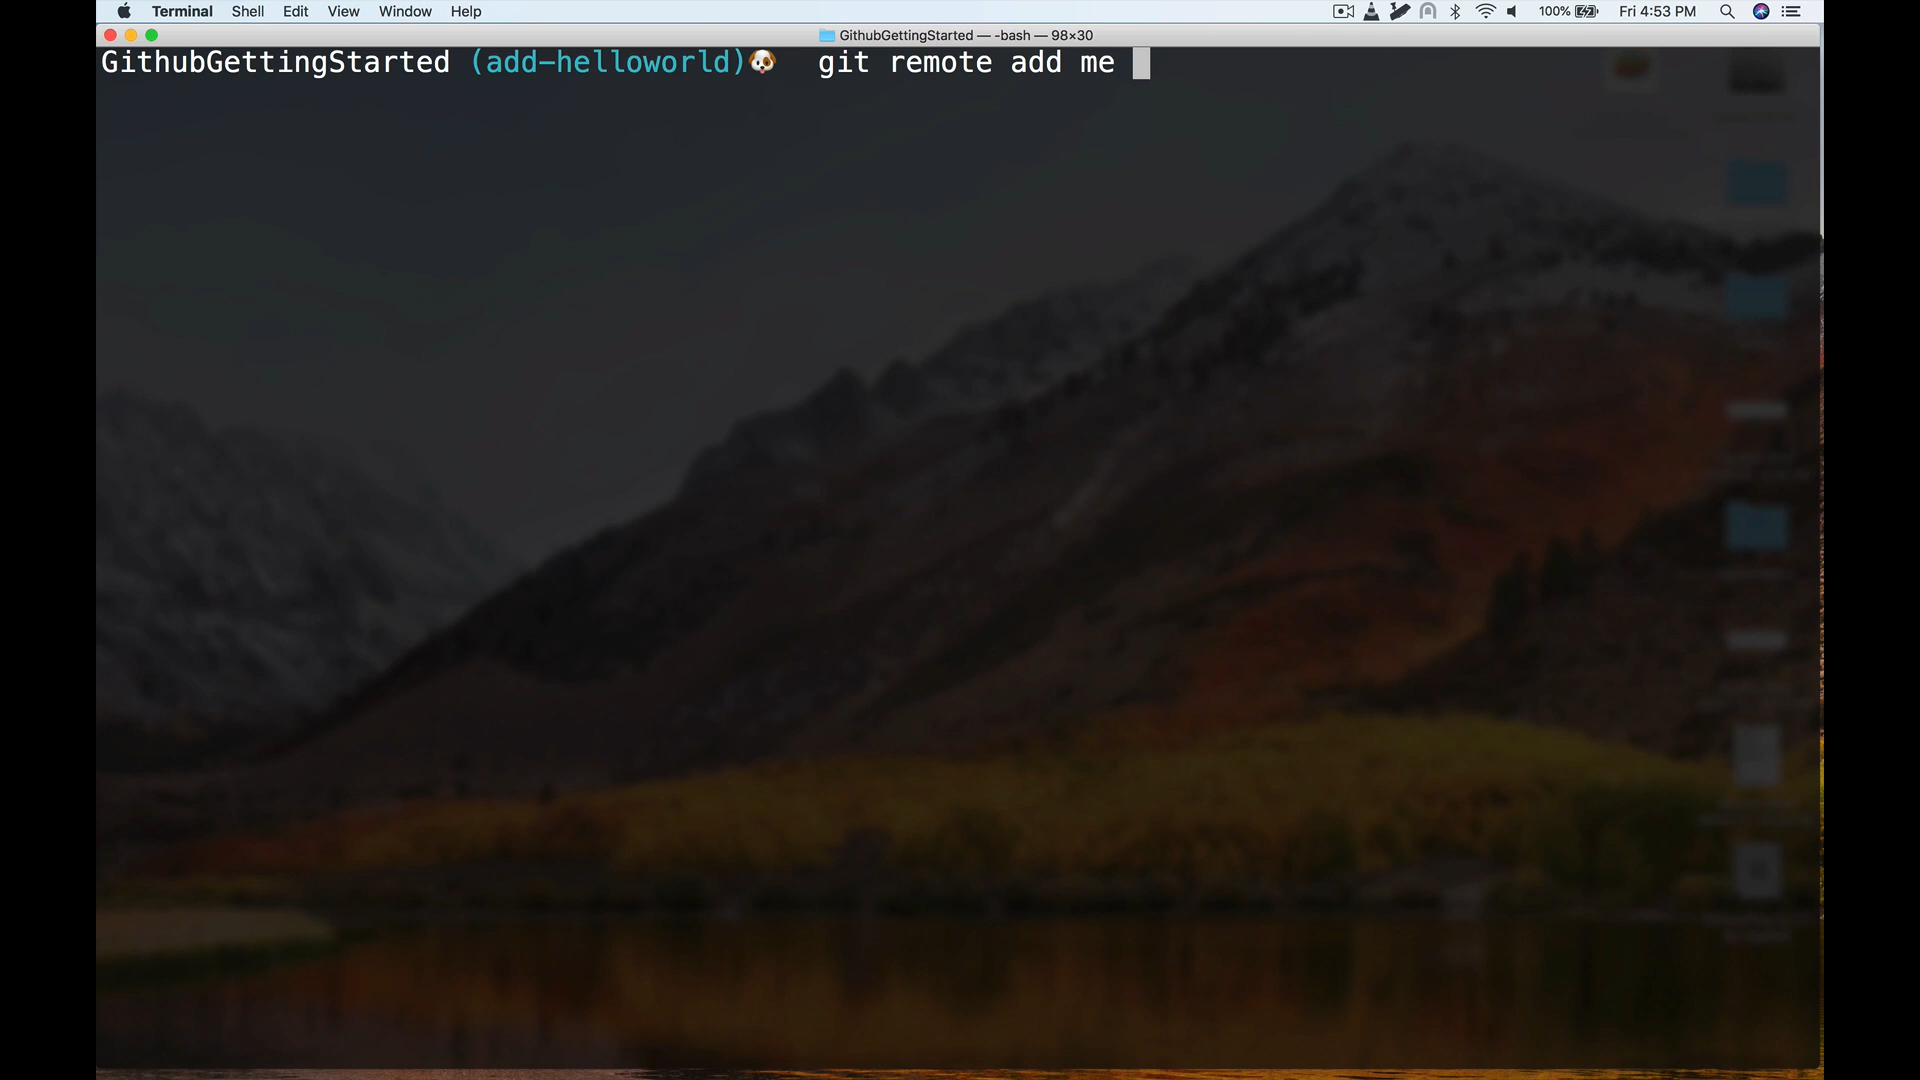 Terminal Shell Edit View Window Help 100% Fri 4:53 PM
GithubGettingStarted — -bash — 98×30
GithubGettingStarted (add-helloworld)🐶 git remote add me